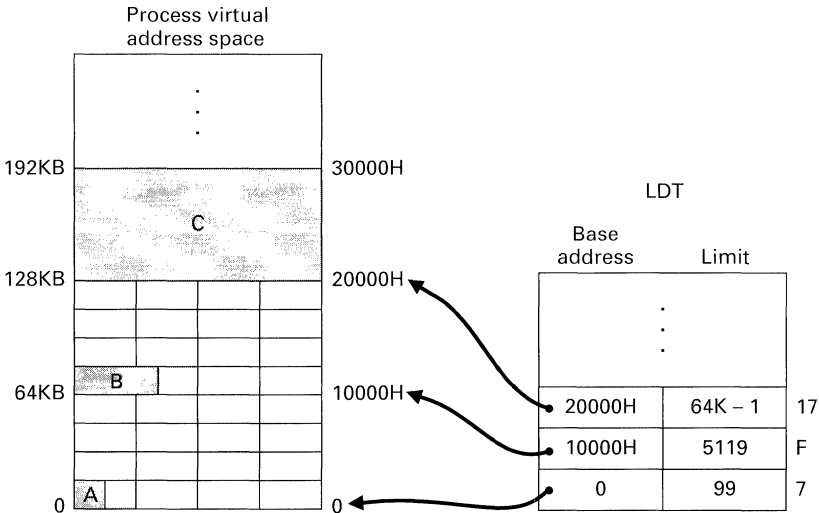 Process virtual
address space
192KB
30000H
C
LDT
Base
address
Limit
128KB
20000H
B
64KB
10000H
20000H
64K – 1
17
10000H
5119
F
A
0
0
0
99
7